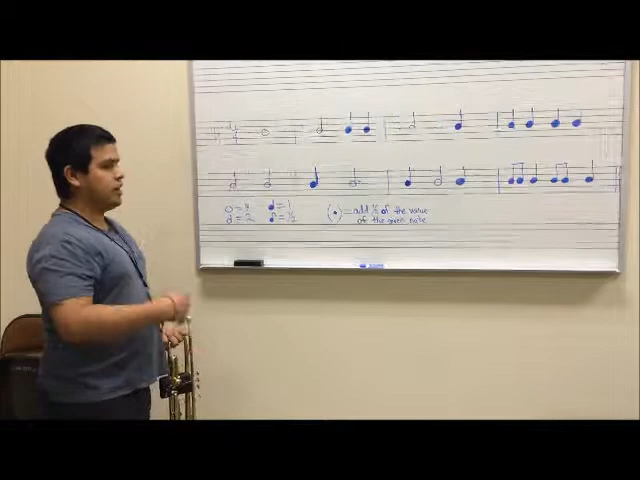 = 4 = 1
= 2 = ½
( • ) = add ½ of the value
of the given note